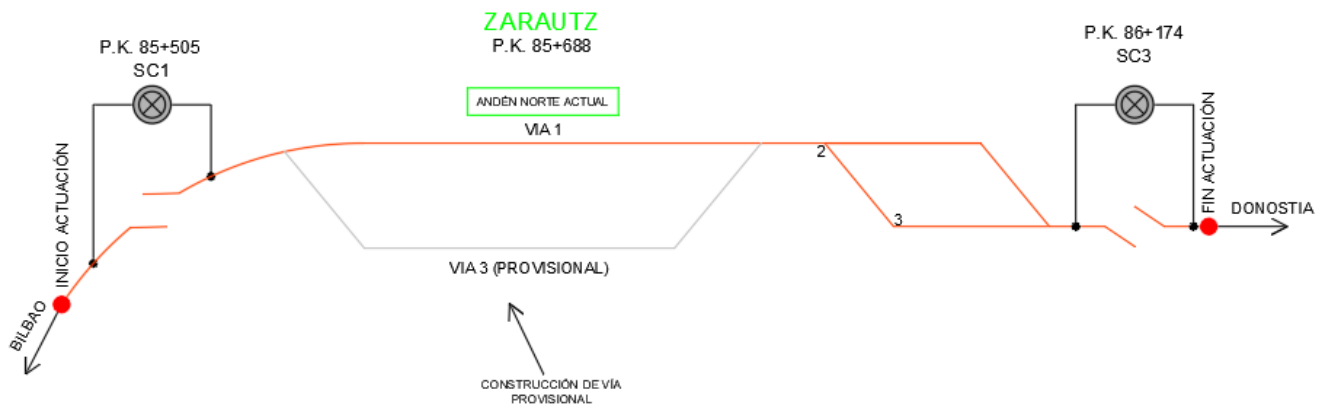 ZARAUTZ
P.K. 85+688
P.K. 85+505
SC1
P.K. 86+174
SC3
ANDÉN NORTE ACTUAL
VIA 1
2
3
INICIO ACTUACIÓN
FIN ACTUACIÓN
DONOSTIA
BILBAO
VIA 3 (PROVISIONAL)
CONSTRUCCIÓN DE VÍA
PROVISIONAL